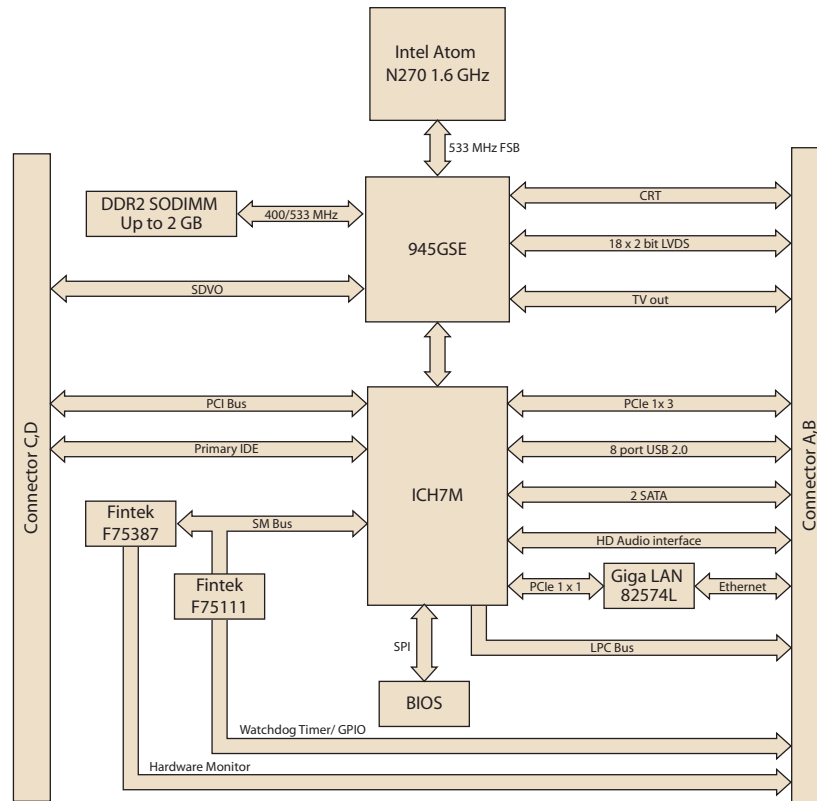 Intel Atom
N270 1.6 GHz
533 MHz FSB
DDR2 SODIMM
Up to 2 GB
400/533 MHz
945GSE
CRT
18 x 2 bit LVDS
SDVO
TV out
PCI Bus
PCIe 1x 3
Primary IDE
8 port USB 2.0
ICH7M
2 SATA
Connector C,D
Connector A,B
Fintek
F75387
SM Bus
HD Audio interface
Fintek
F75111
PCIe 1 x 1
Giga LAN
82574L
Ethernet
SPI
LPC Bus
BIOS
Watchdog Timer/ GPIO
Hardware Monitor